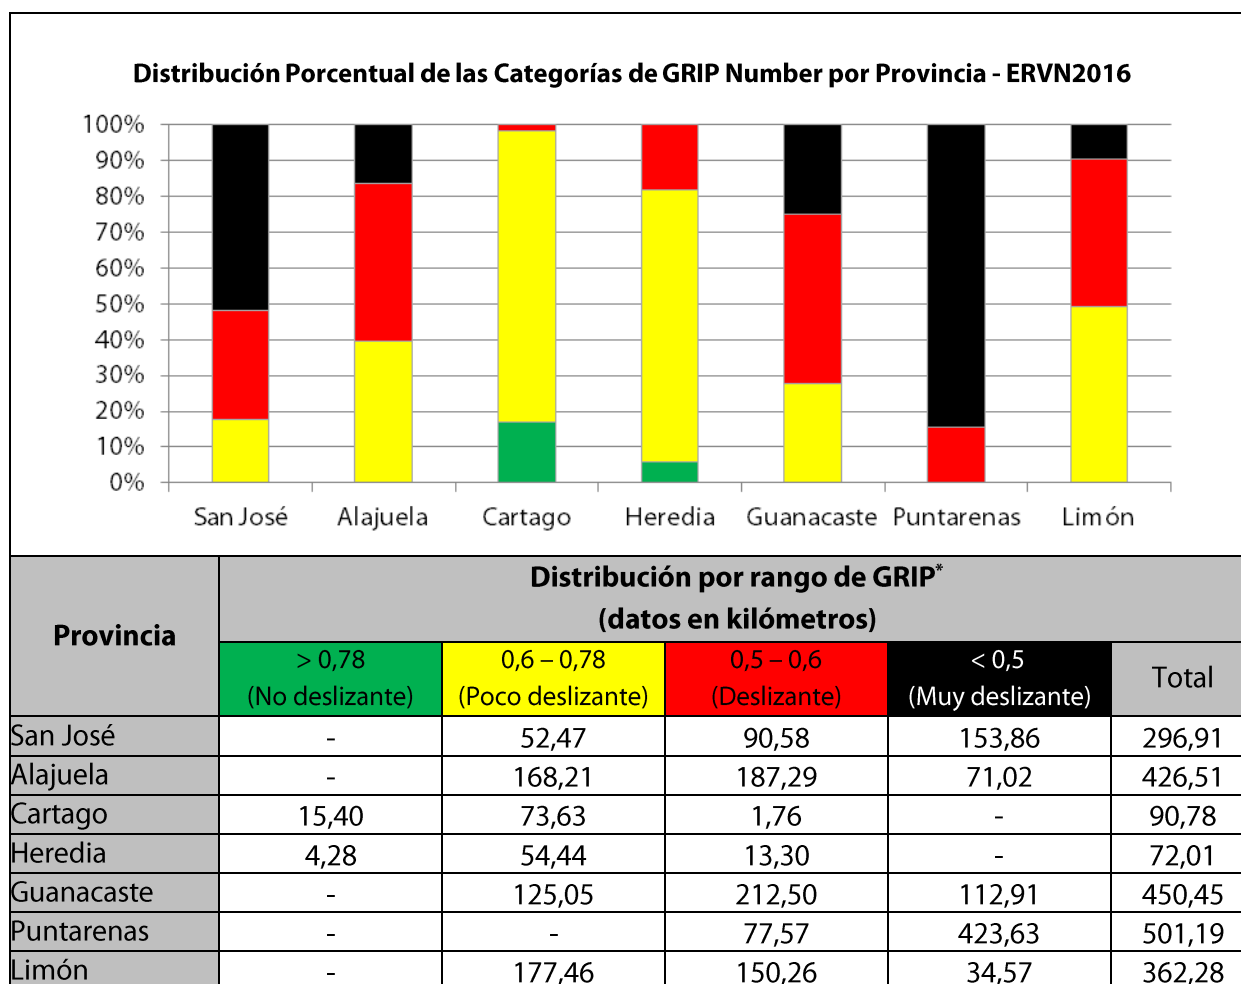 Distribución Porcentual de las Categorías de GRIP Number por Provincia - ERVN2016
100%
90%
80%
70%
60%
50%
40%
30%
20%
10%
0%
San José Alajuela Cartago Heredia Guanacaste Puntarenas Limón
Provincia
Distribución por rango de GRIP*
(datos en kilómetros)
> 0,78 0,6 – 0,78 0,5 – 0,6 < 0,5 Total
(No deslizante) (Poco deslizante) (Deslizante) (Muy deslizante)
San José - 52,47 90,58 153,86 296,91
Alajuela - 168,21 187,29 71,02 426,51
Cartago 15,40 73,63 1,76 - 90,78
Heredia 4,28 54,44 13,30 - 72,01
Guanacaste - 125,05 212,50 112,91 450,45
Puntarenas - - 77,57 423,63 501,19
Limón - 177,46 150,26 34,57 362,28